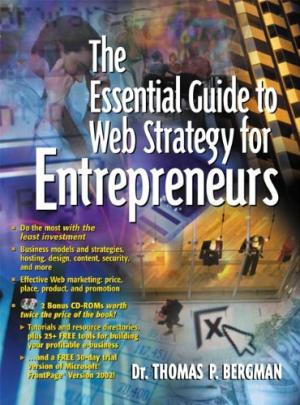 The
Essential Guide to
Web Strategy for
Entrepreneurs
Do the most with the
least investment
Business models and strategies,
hosting, design, content, security,
and more
Effective Web marketing: price,
place, product, and promotion
2 Bonus CD-ROMs worth
twice the price of the book!
Tutorials and resource directories,
plus 25+ FREE tools for building
your profitable e-business
...and a FREE 30-day trial
version of Microsoft®
FrontPage® Version 2002!
Dr. THOMAS P. BERGMAN